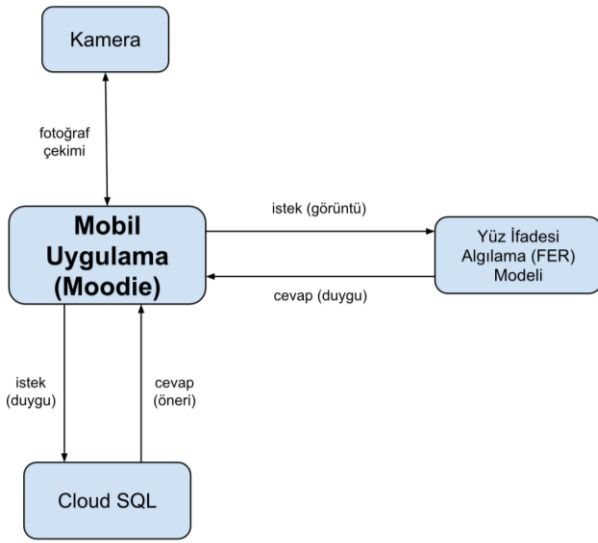 Kamera
fotoğraf
çekimi
Mobil
Uygulama
(Moodie)
istek (görüntü)
cevap (duygu)
Yüz İfadesi
Algılama (FER)
Modeli
istek
(duygu)
cevap
(öneri)
Cloud SQL